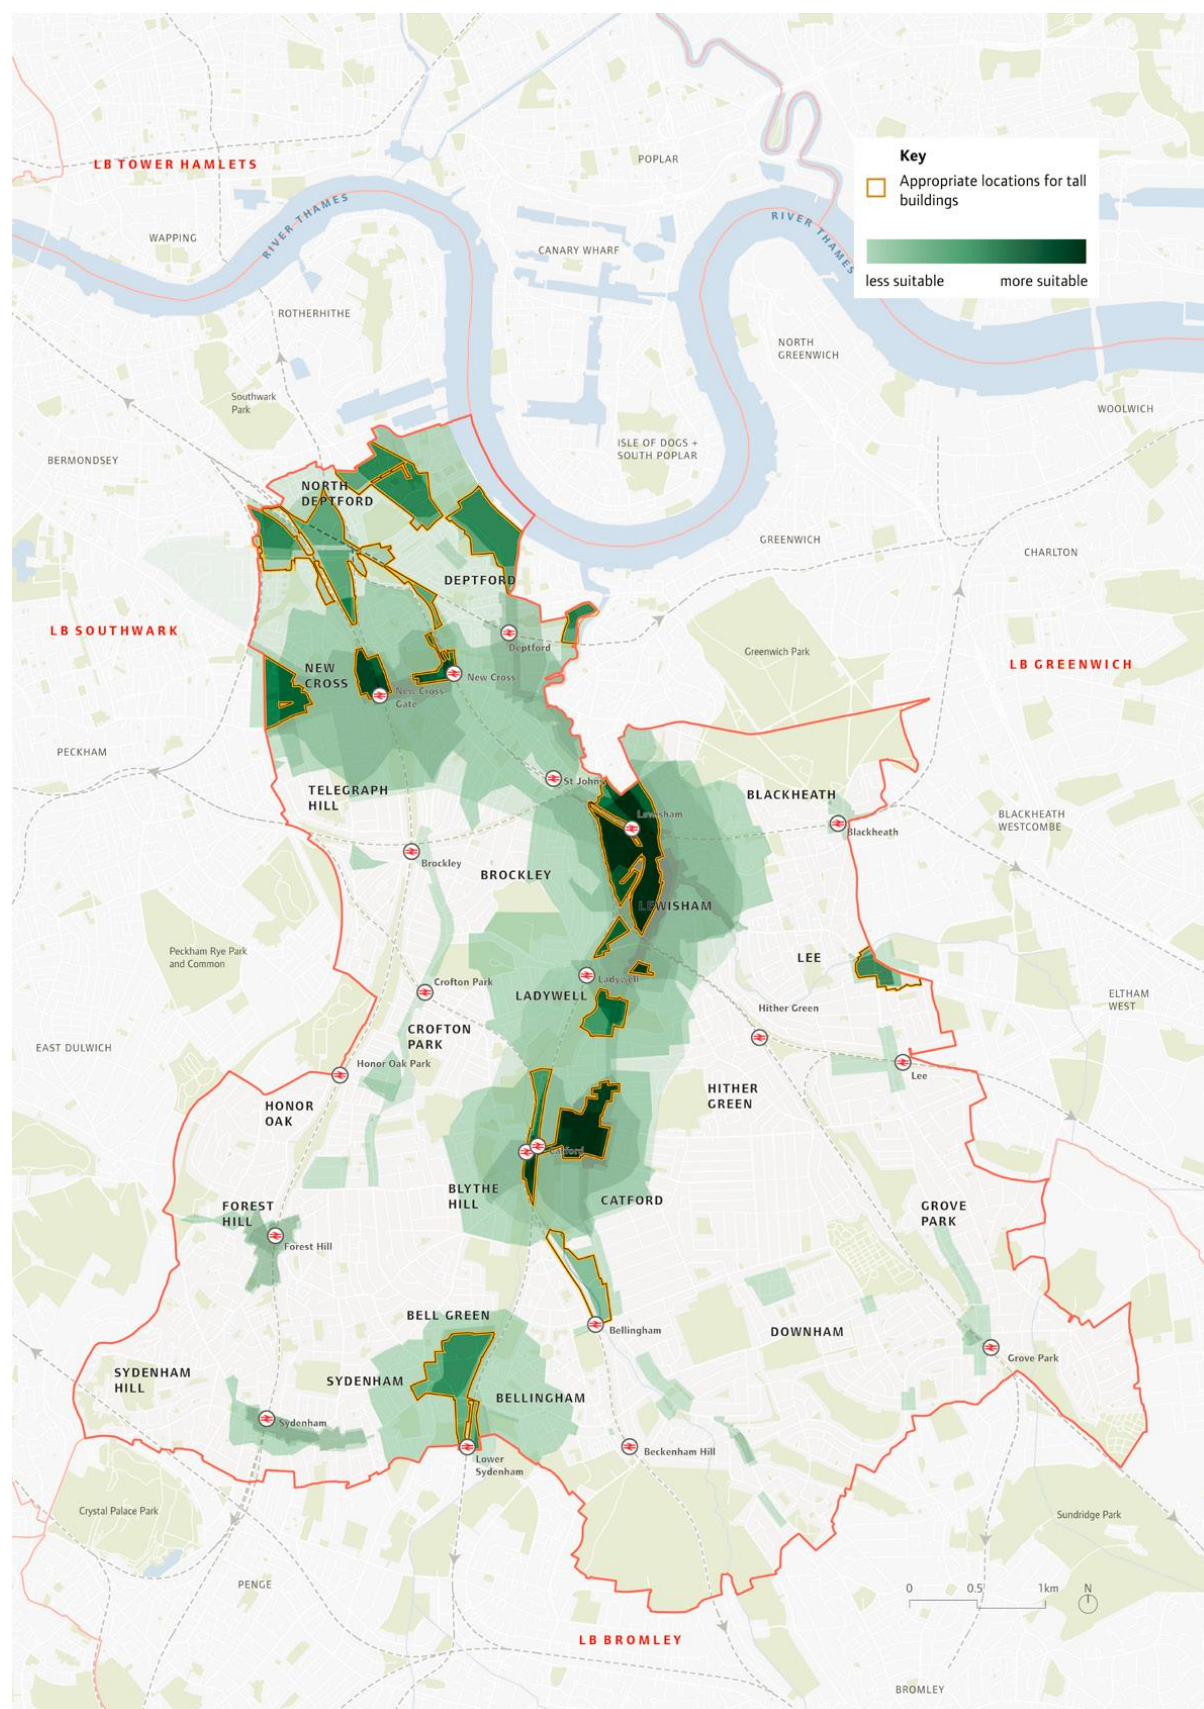 LB TOWER HAMLETS
POPLAR
Key
Appropriate locations for tall
buildings
less suitable
more suitable
WAPPING
RIVER THAMES
CANARY WHARF
RIVER THAMES
ROTHERHITHE
NORTH
GREENWICH
Southwark
Park
WOOLWICH
BERMONDSEY
ISLE OF DOGS +
SOUTH POPLAR
NORTH
DEPTFORD
GREENWICH
CHARLTON
DEPTFORD
LB SOUTHWARK
Deptford
Greenwich Park
LB GREENWICH
NEW
CROSS
New Cross
New Cross
Gate
PECKHAM
TELEGRAPH
HILL
St Johns
BLACKHEATH
Lewisham
Blackheath
BLACKHEATH
WESTCOMBE
Brockley
BROCKLEY
LEWISHAM
Peckham Rye Park
and Common
LEE
Crofton Park
Ladywell
LADYWELL
ELTHAM
WEST
Hither Green
CROFTON
PARK
EAST DULWICH
Honor Oak Park
Lee
HONOR
OAK
HITHER
GREEN
Catford
BLYTHE
HILL
CATFORD
FOREST
HILL
Forest Hill
GROVE
PARK
BELL GREEN
Bellingham
DOWNHAM
Grove Park
SYDENHAM
HILL
SYDENHAM
BELLINGHAM
Sydenham
Lower
Sydenham
Beckenham Hill
Crystal Palace Park
Sundridge Park
PENGE
0 0.5 1km N
LB BROMLEY
BROMLEY